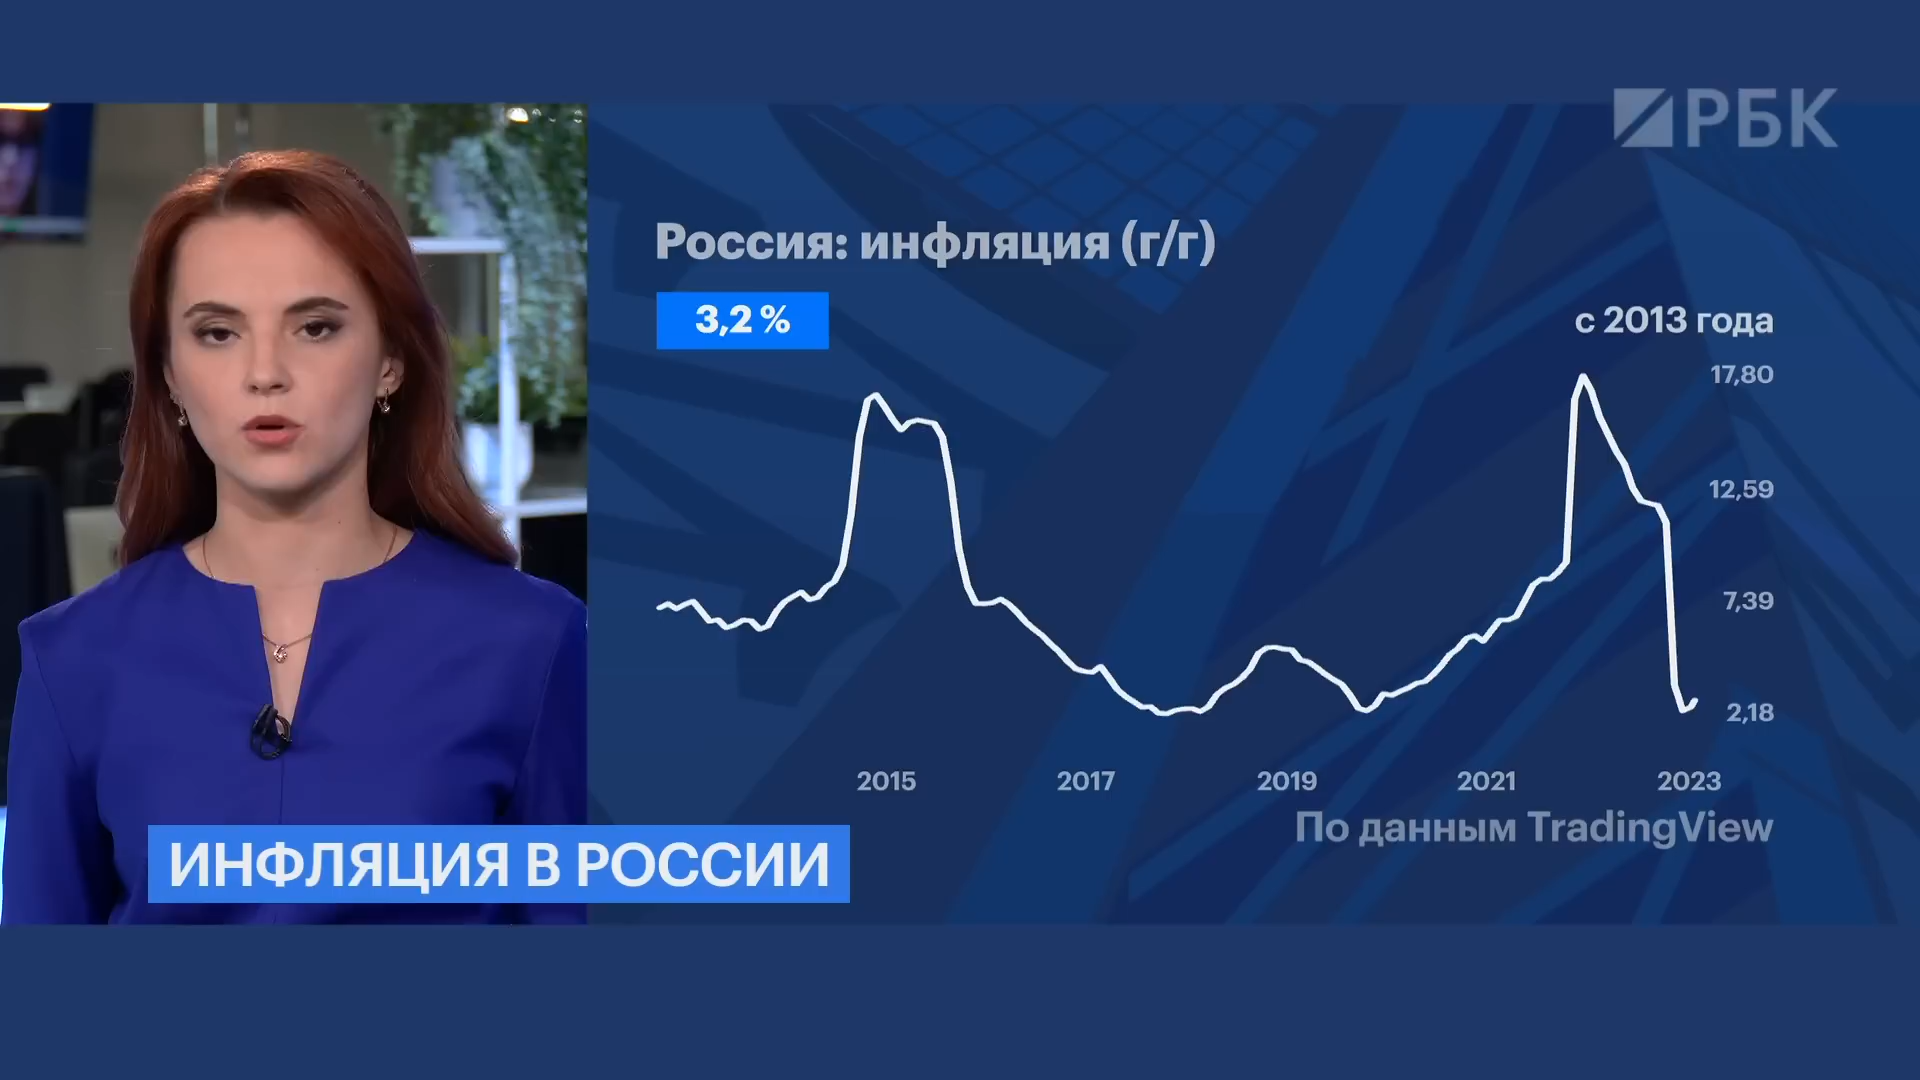 РБК
Россия: инфляция (г/г)
3,2 %
с 2013 года
17,80
12,59
7,39
2,18
2015 2017 2019 2021 2023
По данным TradingView
ИНФЛЯЦИЯ В РОССИИ